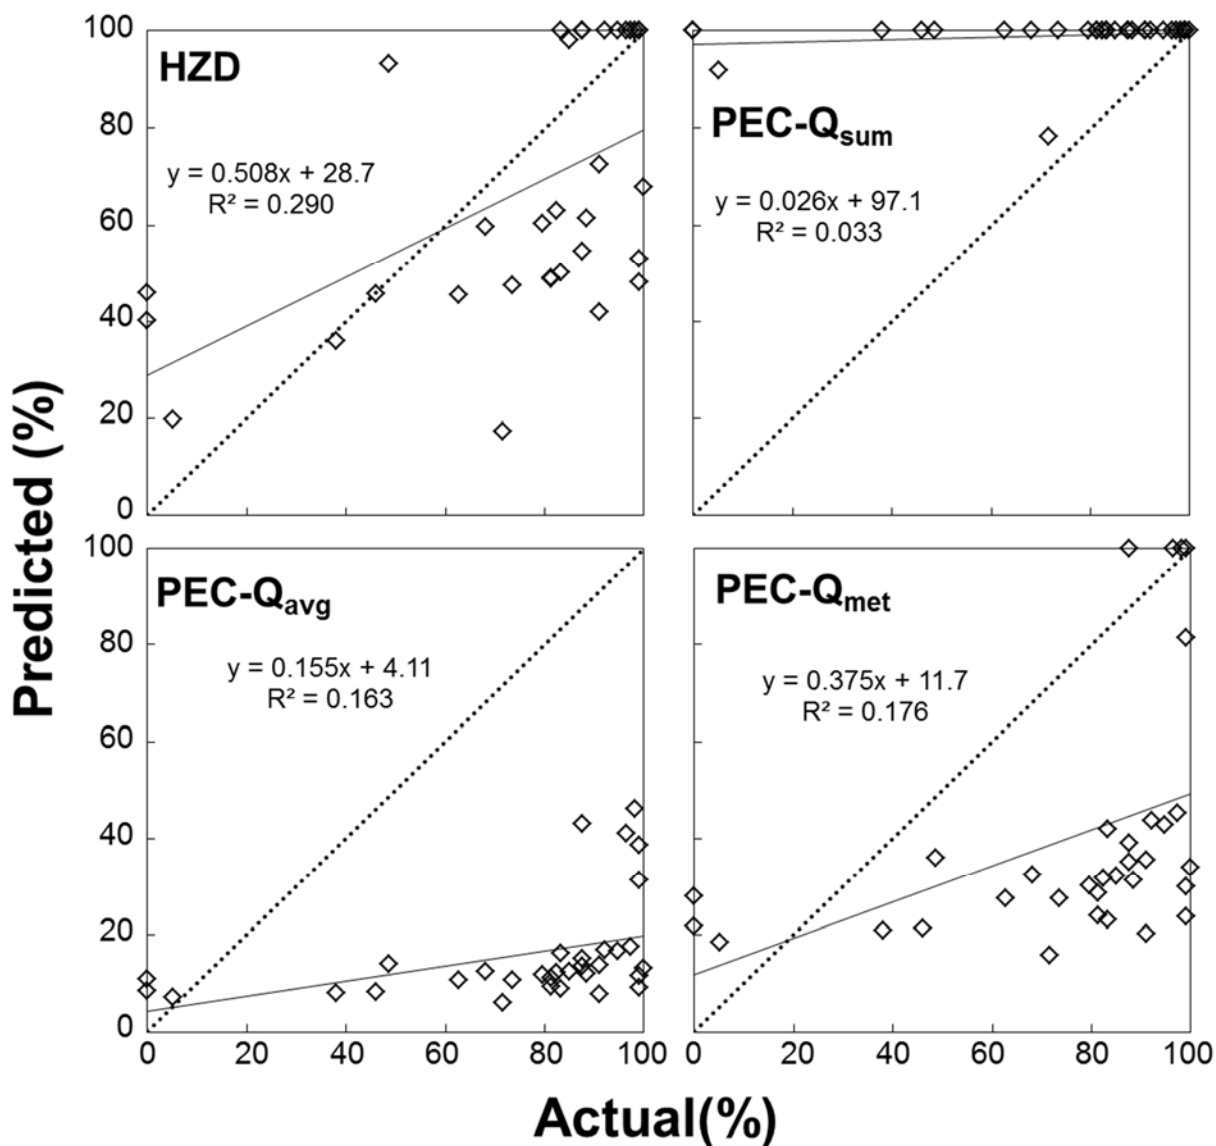 HZD
y = 0.508x + 28.7
R² = 0.290
100
80
60
40
20
0
PEC-Qsum
y = 0.026x + 97.1
R² = 0.033
PEC-Qavg
y = 0.155x + 4.11
R² = 0.163
100
80
60
40
20
0
0 20 40 60 80 100
PEC-Qmet
y = 0.375x + 11.7
R² = 0.176
0 20 40 60 80 100
Predicted (%)
Actual(%)